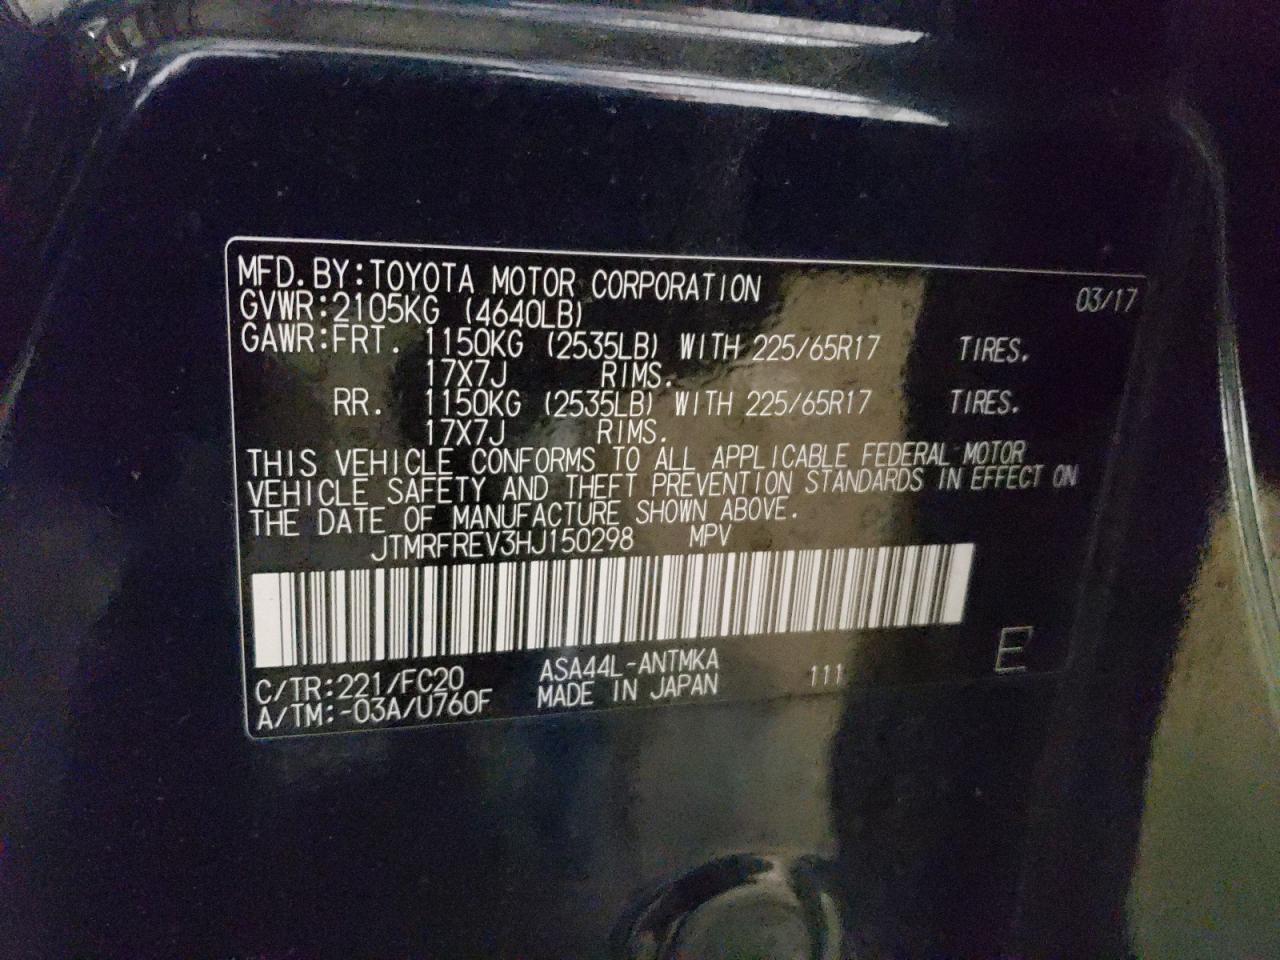 MFD.BY:TOYOTA MOTOR CORPORATION 03/17
GVWR:2105KG (4640LB)
GAWR:FRT. 1150KG (2535LB) WITH 225/65R17 TIRES.
17X7J RIMS.
RR. 1150KG (2535LB) WITH 225/65R17 TIRES.
17X7J RIMS.
THIS VEHICLE CONFORMS TO ALL APPLICABLE FEDERAL MOTOR
VEHICLE SAFETY AND THEFT PREVENTION STANDARDS IN EFFECT ON
THE DATE OF MANUFACTURE SHOWN ABOVE.
JTMRFREV3HJ150298 MPV
C/TR:221/FC20 ASA44L-ANTMKA 111 E
A/TM:-03A/U760F MADE IN JAPAN